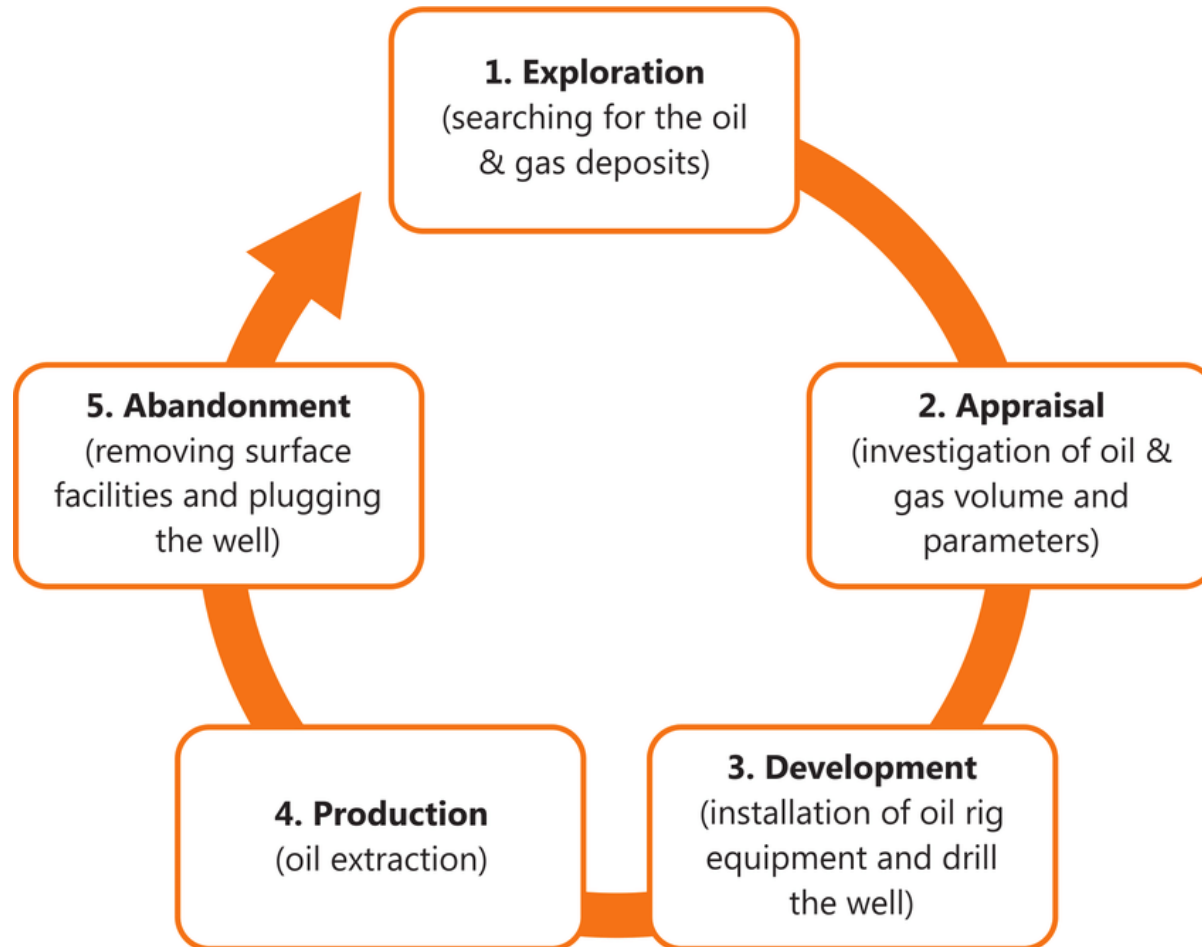 1. Exploration
(searching for the oil
& gas deposits)
2. Appraisal
(investigation of oil &
gas volume and
parameters)
3. Development
(installation of oil rig
equipment and drill
the well)
4. Production
(oil extraction)
5. Abandonment
(removing surface
facilities and plugging
the well)